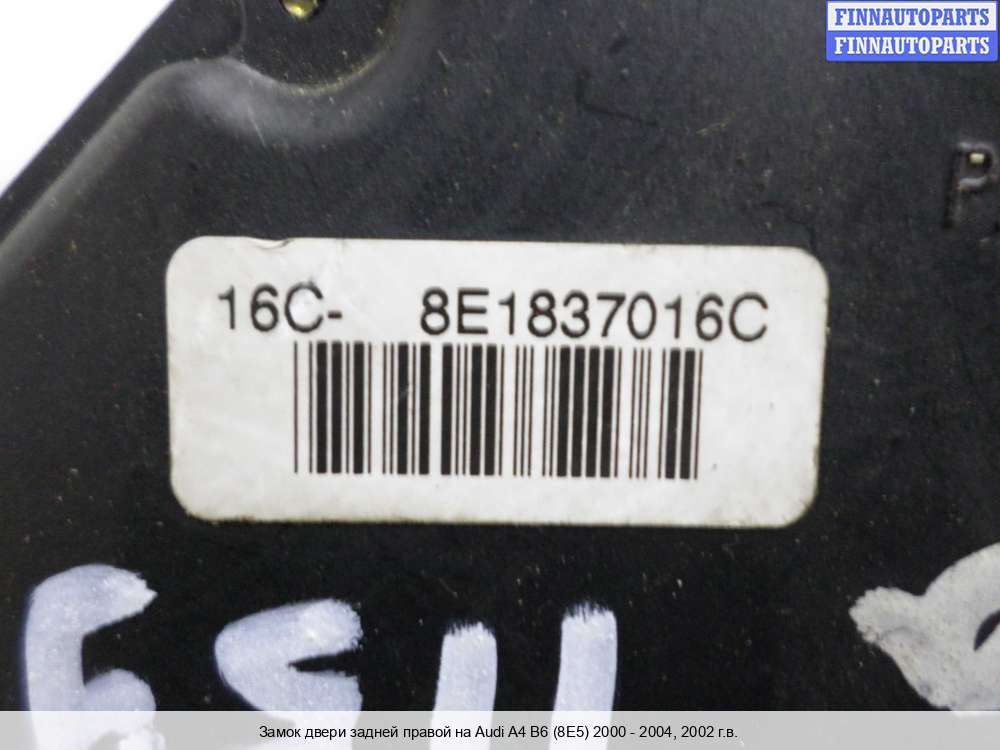 FINNAUTOPARTS
FINNAUTOPARTS
16C- 8E1837016C
Замок двери задней правой на Audi A4 B6 (8E5) 2000 - 2004, 2002 г.в.